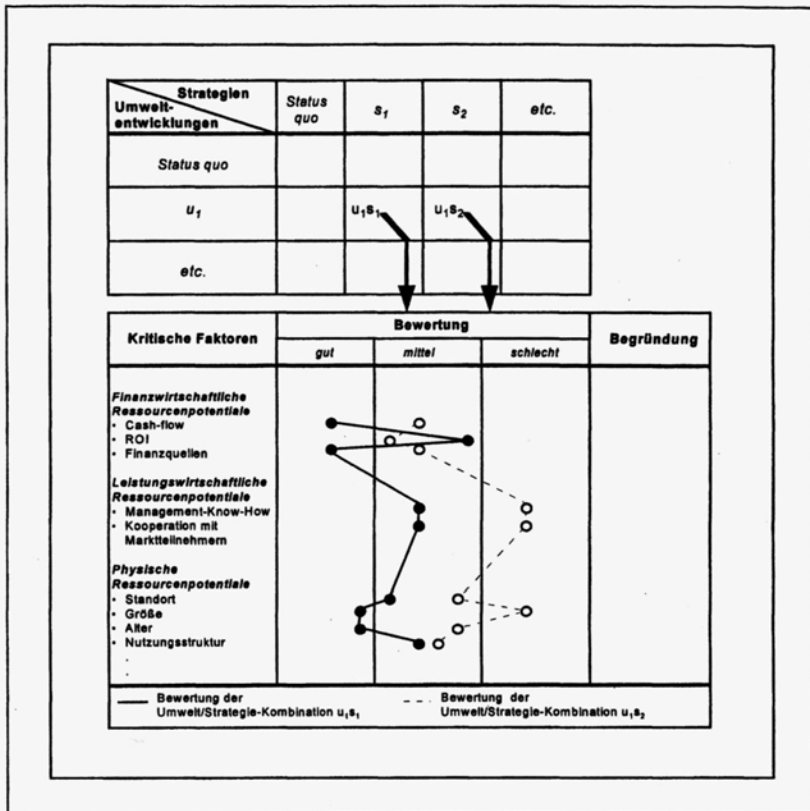 Strategien
Umwelt-
entwicklungen
Status
quo
s₁
s₂
etc.
Status quo
u₁
u₁s₁
u₁s₂
etc.
Kritische Faktoren
Bewertung
Begründung
gut
mittel
schlecht
Finanzwirtschaftliche
Ressourcenpotentiale
· Cash-flow
· ROI
· Finanzquellen
Leistungswirtschaftliche
Ressourcenpotentiale
· Management-Know-How
· Kooperation mit
Marktteilnehmern
Physische
Ressourcenpotentiale
· Standort
· Größe
· Alter
· Nutzungsstruktur
.
.
Bewertung der
Umwelt/Strategie-Kombination u₁s₁
Bewertung der
Umwelt/Strategie-Kombination u₁s₂